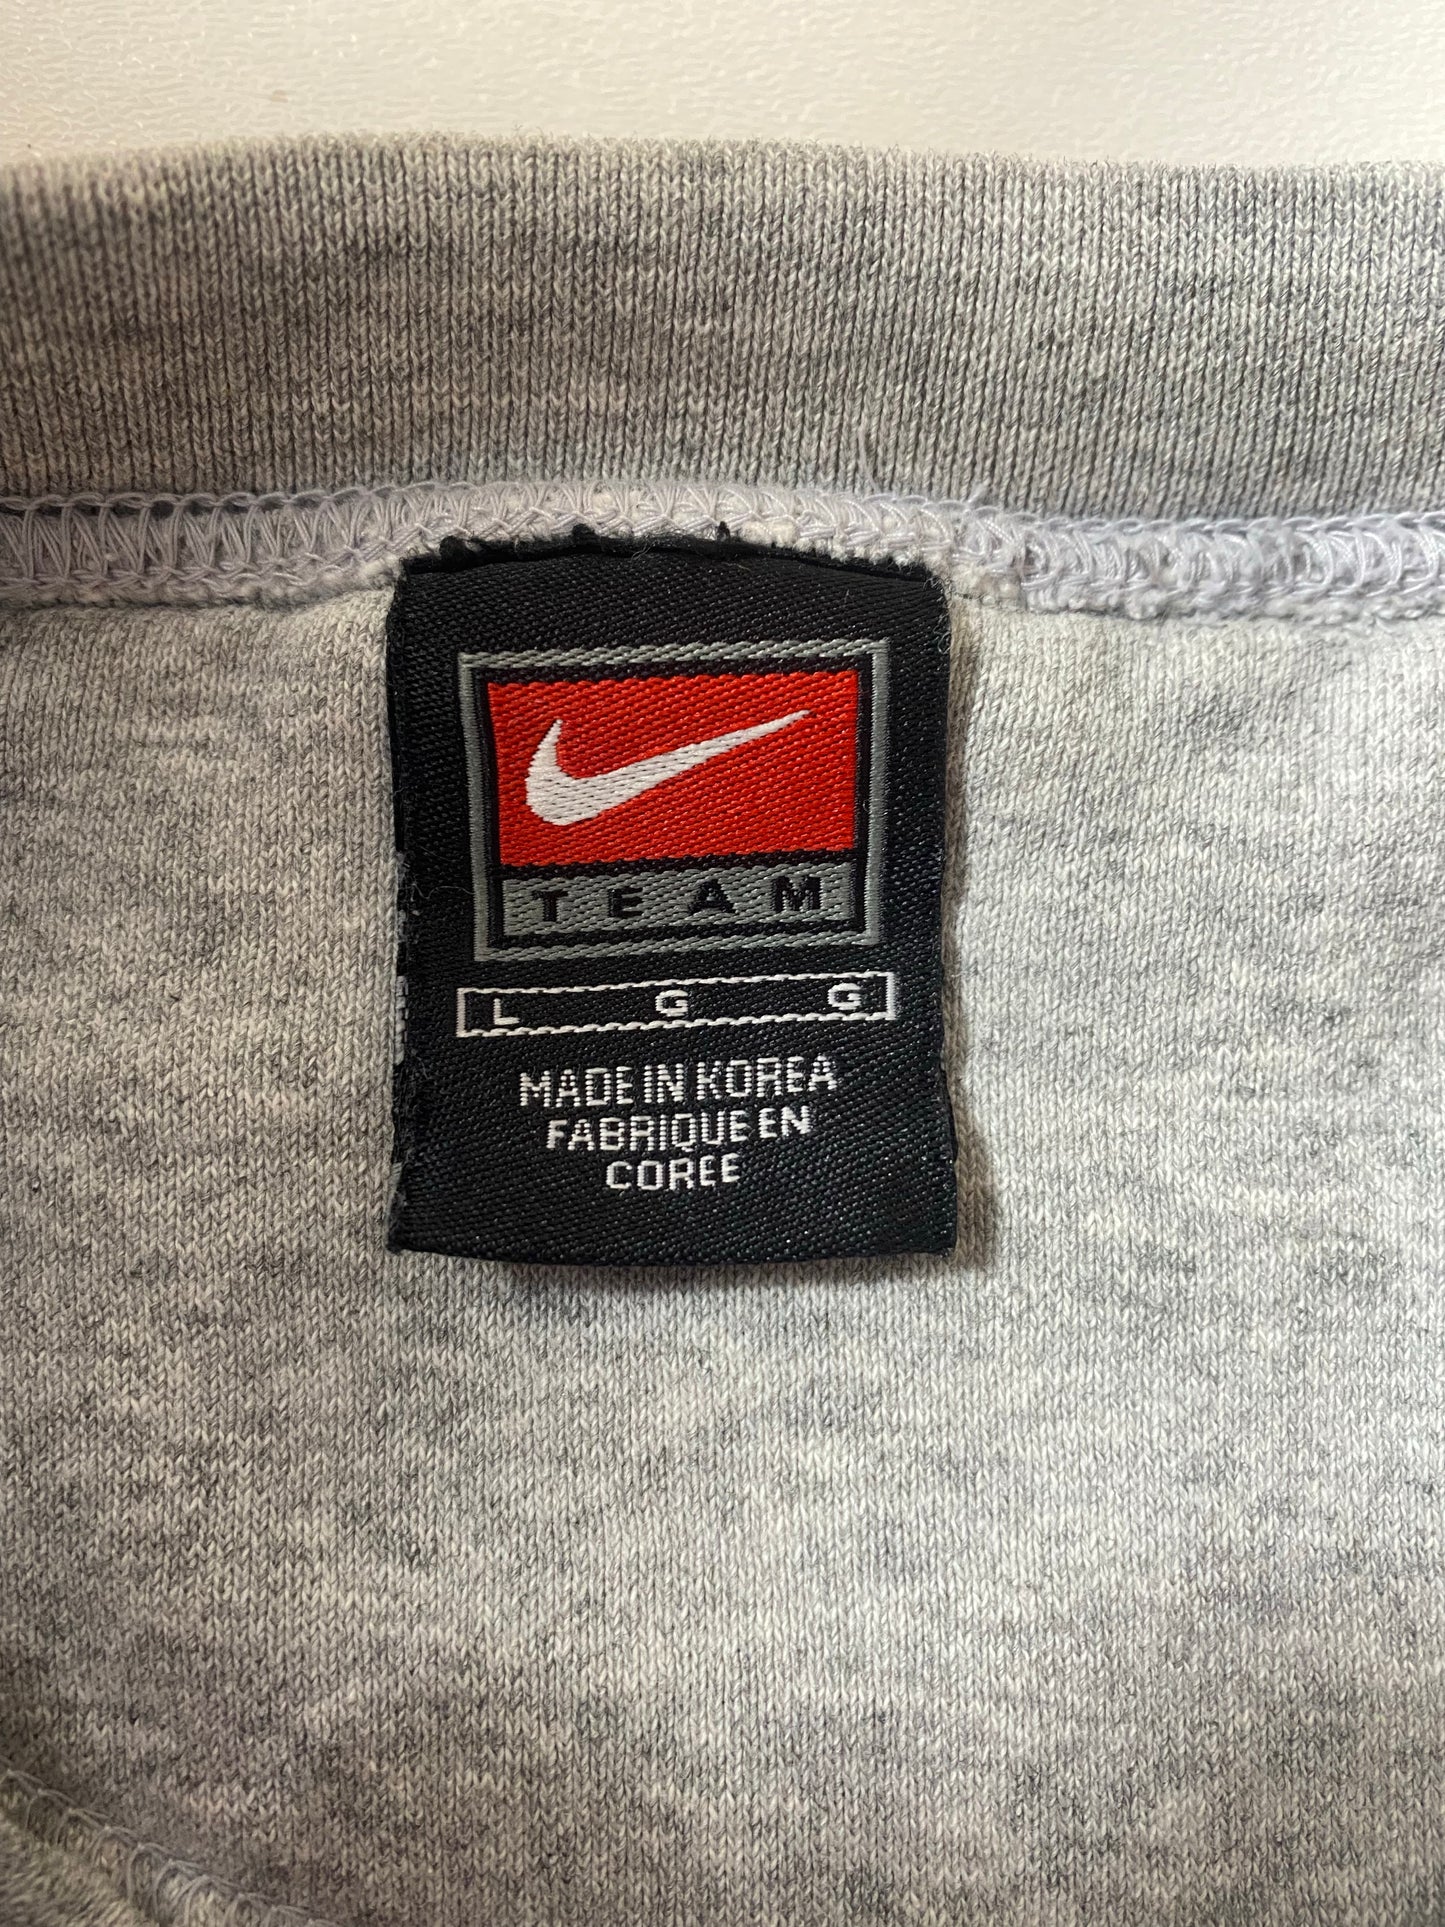 TEAM
L G G
MADE IN KOREA
FABRIQUE EN
COREE